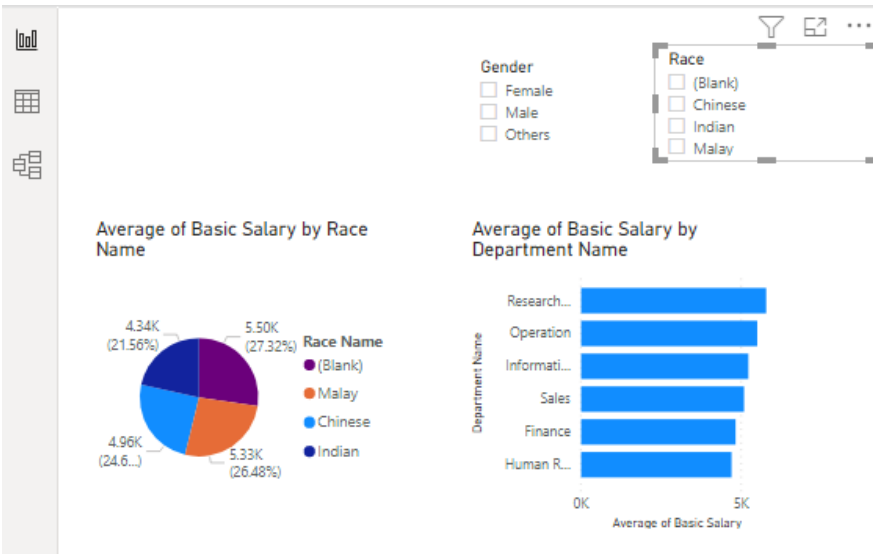 Gender
Female
Male
Others
Race
(Blank)
Chinese
Indian
Malay
Average of Basic Salary by Race
Name
4.34K
(21.56%)
5.50K
(27.32%)
4.96K
(24.6...)
5.33K
(26.48%)
Race Name
(Blank)
Malay
Chinese
Indian
Average of Basic Salary by
Department Name
Department Name
Research...
Operation
Informati...
Sales
Finance
Human R...
0K
5K
Average of Basic Salary